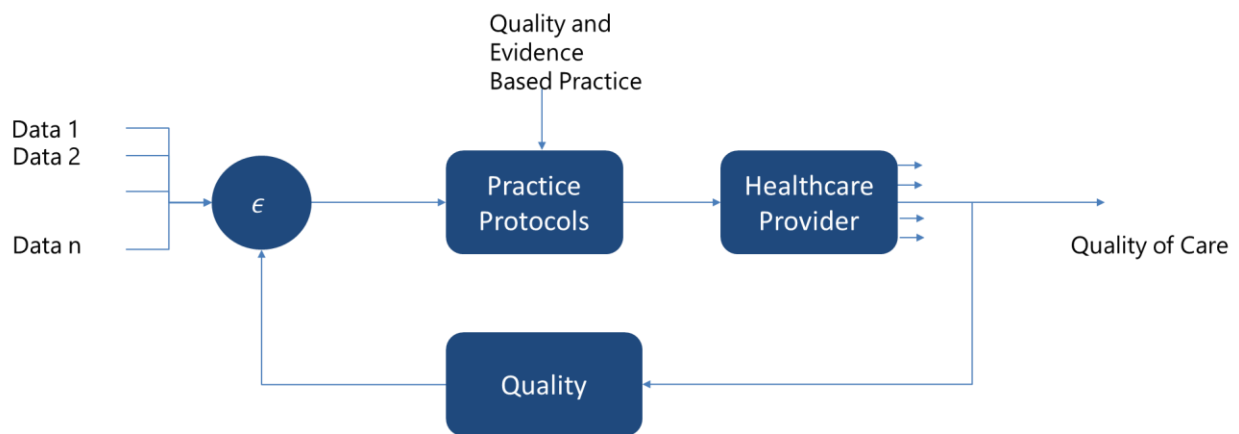 Quality and
Evidence
Based Practice
Data 1
Data 2
Data n
ϵ
Practice
Protocols
Healthcare
Provider
Quality of Care
Quality